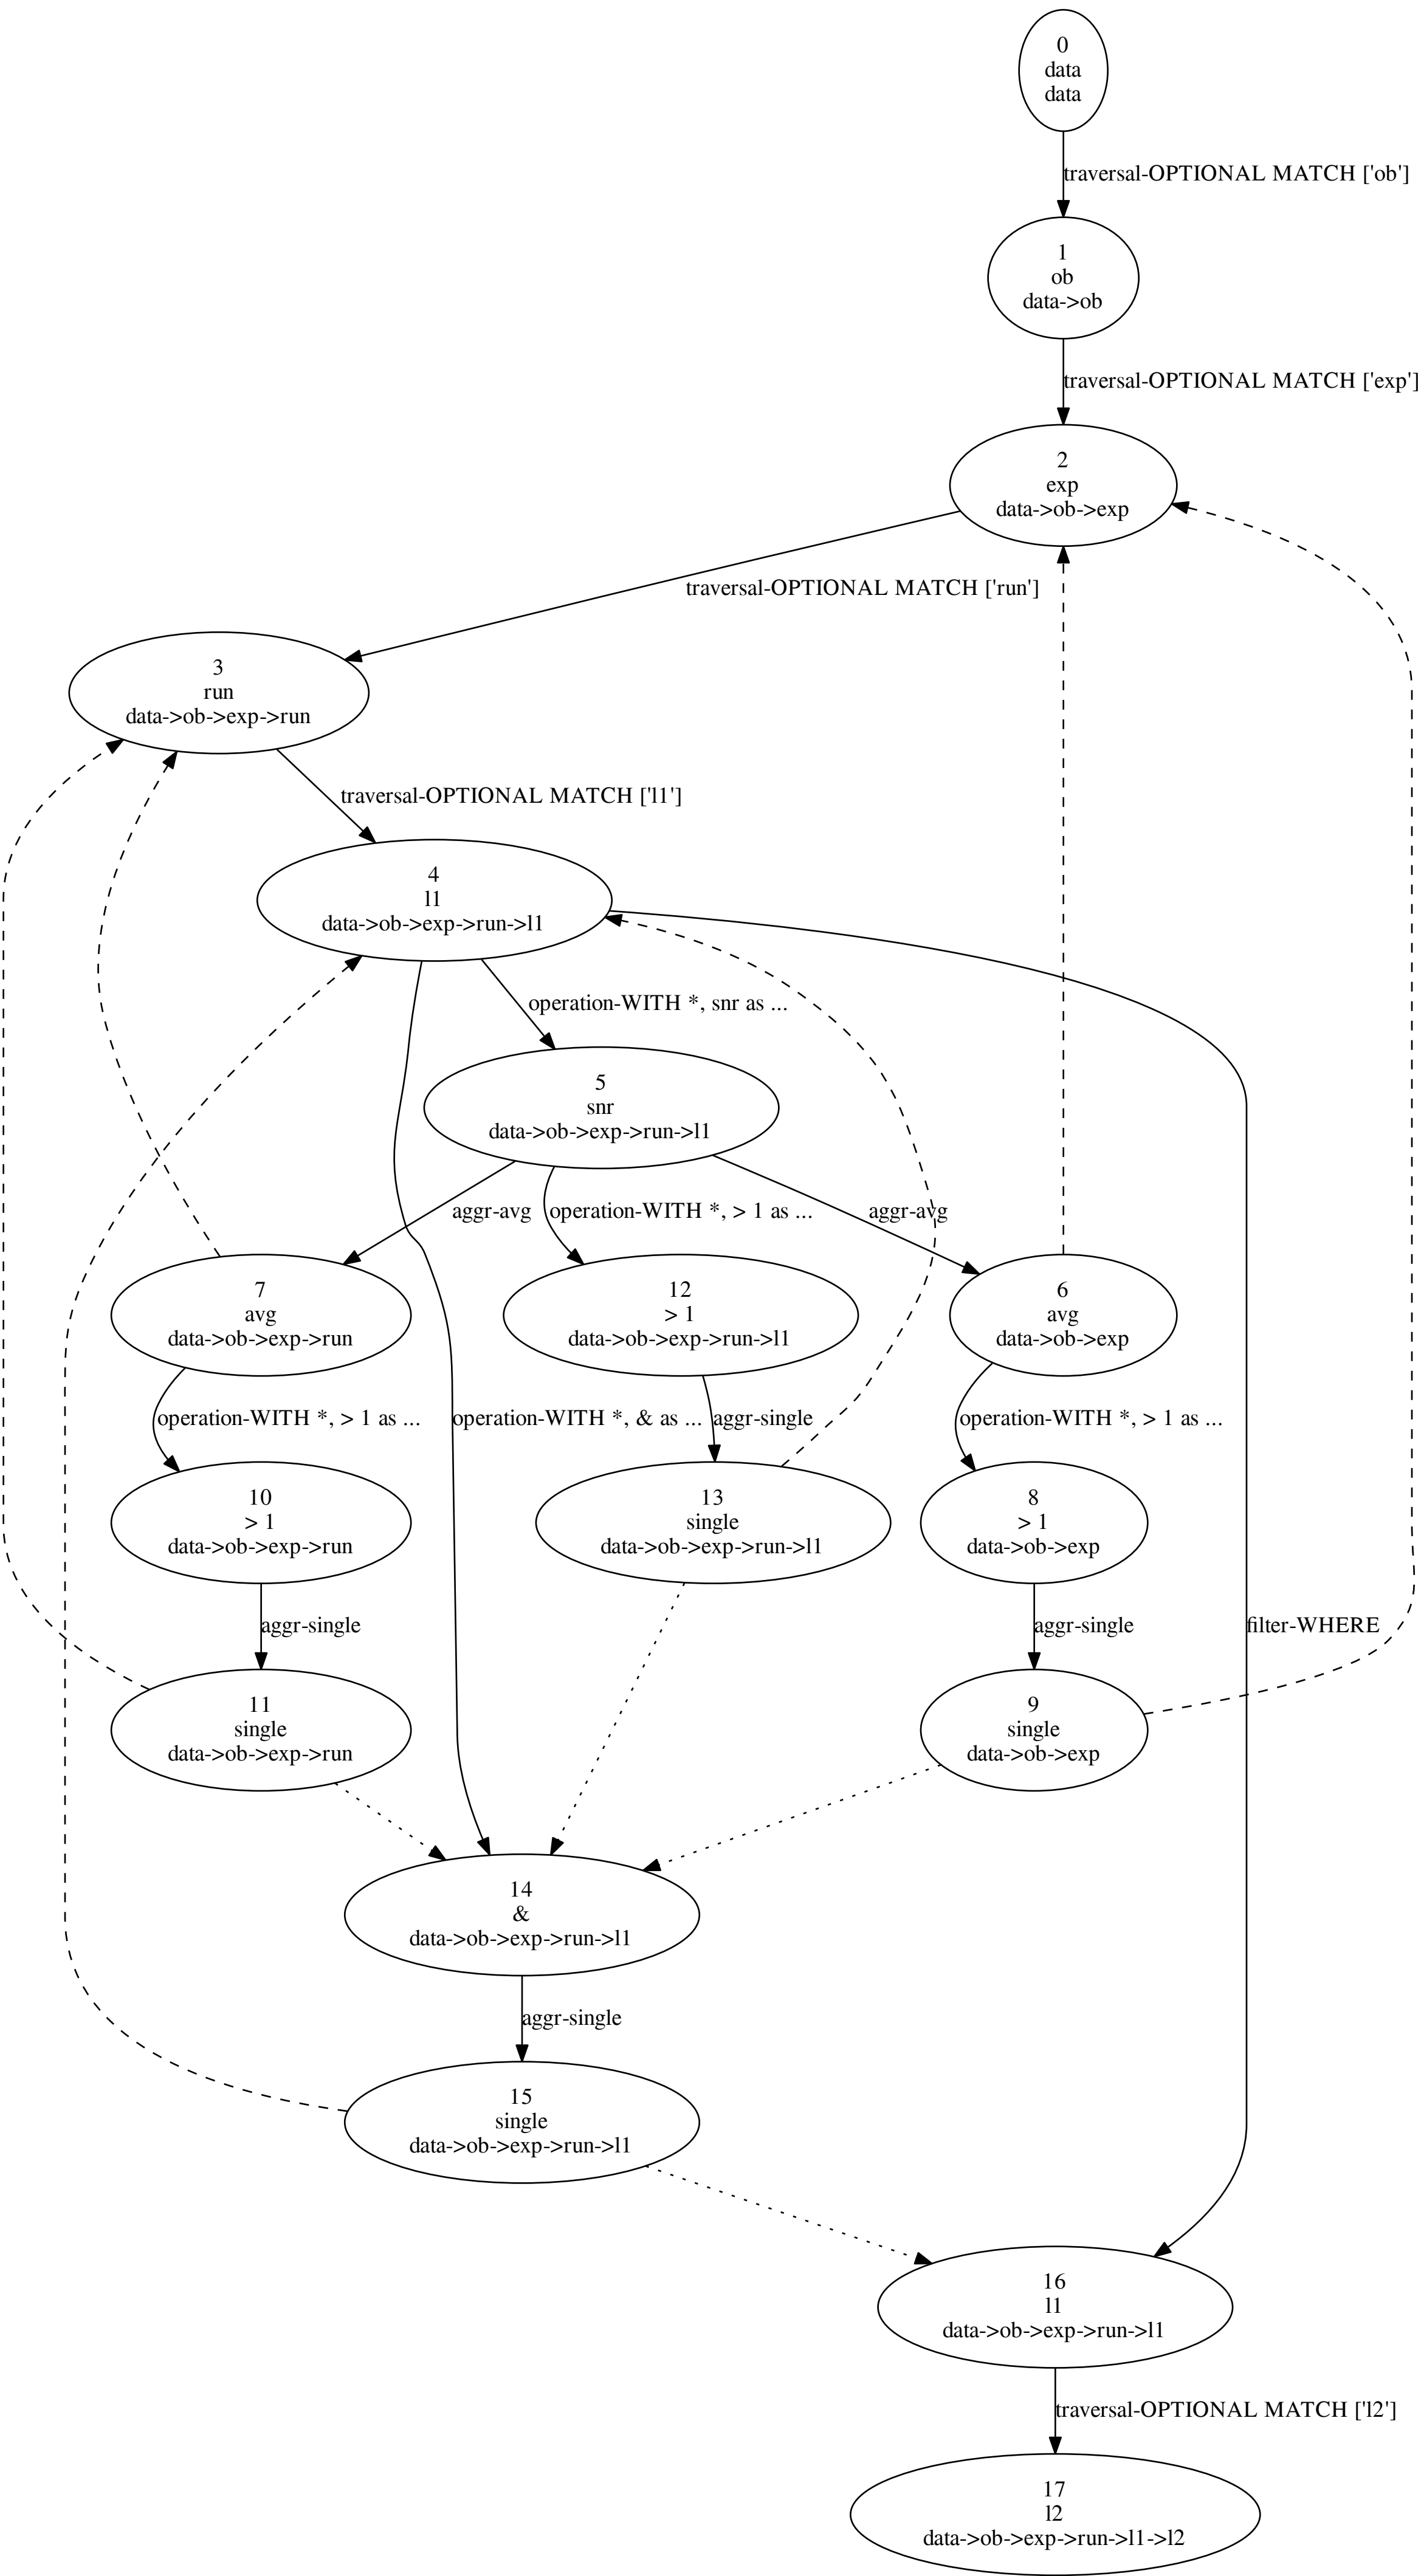 0
data
data
traversal-OPTIONAL MATCH ['ob']
1
ob
data->ob
traversal-OPTIONAL MATCH ['exp']
2
exp
data->ob->exp
traversal-OPTIONAL MATCH ['run']
3
run
data->ob->exp->run
traversal-OPTIONAL MATCH ['l1']
4
l1
data->ob->exp->run->l1
operation-WITH *, snr as ...
5
snr
data->ob->exp->run->l1
aggr-avg
operation-WITH *, > 1 as ...
aggr-avg
7
avg
data->ob->exp->run
12
> 1
data->ob->exp->run->l1
6
avg
data->ob->exp
operation-WITH *, > 1 as ...
operation-WITH *, & as ...
aggr-single
operation-WITH *, > 1 as ...
10
> 1
data->ob->exp->run
13
single
data->ob->exp->run->l1
8
> 1
data->ob->exp
aggr-single
aggr-single
filter-WHERE
11
single
data->ob->exp->run
9
single
data->ob->exp
14
&
data->ob->exp->run->l1
aggr-single
15
single
data->ob->exp->run->l1
16
l1
data->ob->exp->run->l1
traversal-OPTIONAL MATCH ['l2']
17
l2
data->ob->exp->run->l1->l2